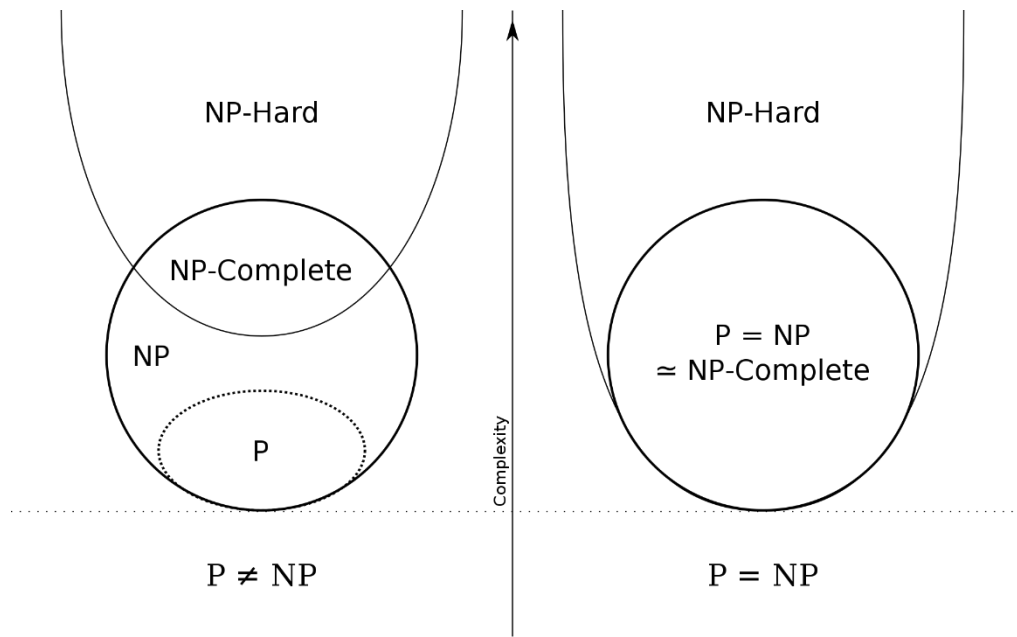 NP-Hard
NP-Complete
NP
P
P ≠ NP
Complexity
NP-Hard
P = NP
≃ NP-Complete
P = NP